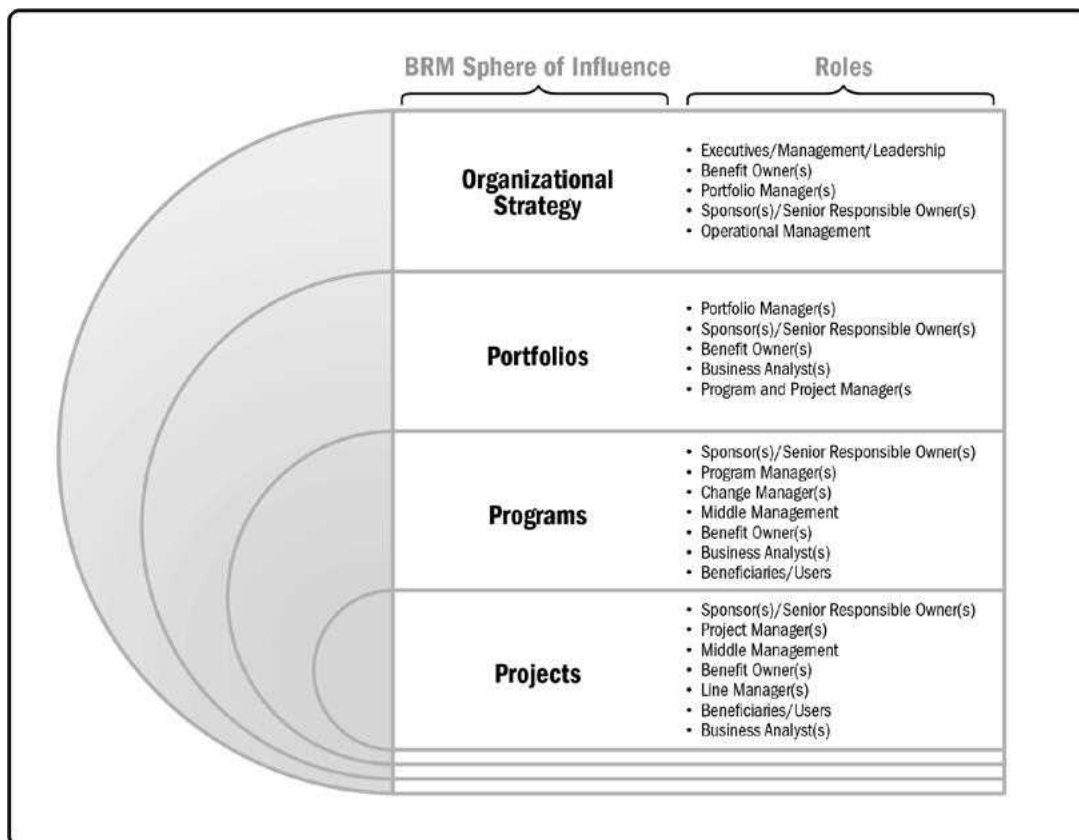 BRM Sphere of Influence
Roles
Organizational
Strategy
• Executives/Management/Leadership
• Benefit Owner(s)
• Portfolio Manager(s)
• Sponsor(s)/Senior Responsible Owner(s)
• Operational Management
Portfolios
• Portfolio Manager(s)
• Sponsor(s)/Senior Responsible Owner(s)
• Benefit Owner(s)
• Business Analyst(s)
• Program and Project Manager(s
Programs
• Sponsor(s)/Senior Responsible Owner(s)
• Program Manager(s)
• Change Manager(s)
• Middle Management
• Benefit Owner(s)
• Business Analyst(s)
• Beneficiaries/Users
Projects
• Sponsor(s)/Senior Responsible Owner(s)
• Project Manager(s)
• Middle Management
• Benefit Owner(s)
• Line Manager(s)
• Beneficiaries/Users
• Business Analyst(s)